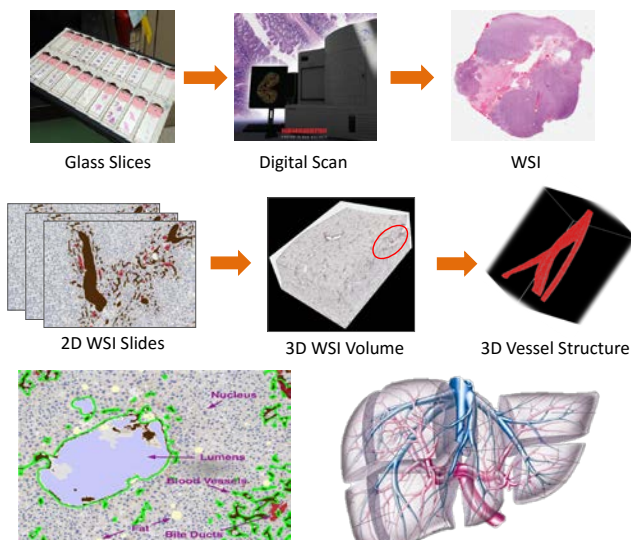 Glass Slices
Digital Scan
WSI
2D WSI Slides
3D WSI Volume
3D Vessel Structure
Nucleus
Lumens
Blood Vessels
Fat
Bile Ducts